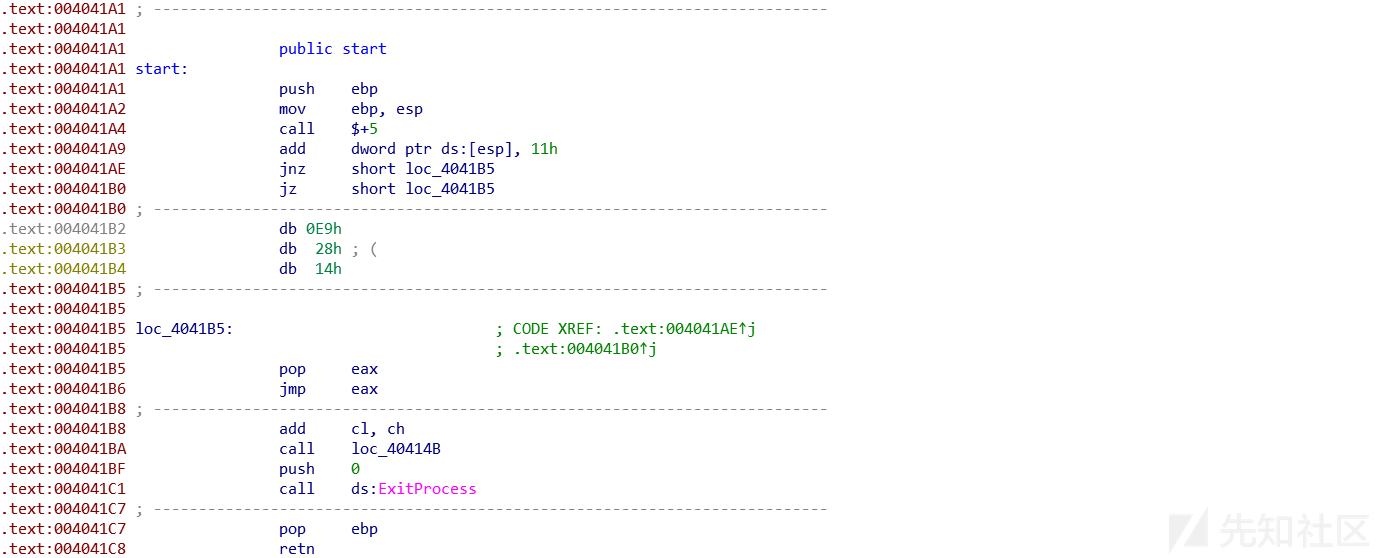 .text:004041A1 ; ---------------------------------------------------------------------------
.text:004041A1
.text:004041A1 public start
.text:004041A1 start:
.text:004041A1 push ebp
.text:004041A2 mov ebp, esp
.text:004041A4 call $+5
.text:004041A9 add dword ptr ds:[esp], 11h
.text:004041AE jnz short loc_4041B5
.text:004041B0 jz short loc_4041B5
.text:004041B0 ; ---------------------------------------------------------------------------
.text:004041B2 db 0E9h
.text:004041B3 db 28h ; (
.text:004041B4 db 14h
.text:004041B5 ; ---------------------------------------------------------------------------
.text:004041B5
.text:004041B5 loc_4041B5: ; CODE XREF: .text:004041AE↑j
.text:004041B5 ; .text:004041B0↑j
.text:004041B5 pop eax
.text:004041B6 jmp eax
.text:004041B8 ; ---------------------------------------------------------------------------
.text:004041B8 add cl, ch
.text:004041BA call loc_40414B
.text:004041BF push 0
.text:004041C1 call ds:ExitProcess
.text:004041C7 ; ---------------------------------------------------------------------------
.text:004041C7 pop ebp
.text:004041C8 retn
先知社区